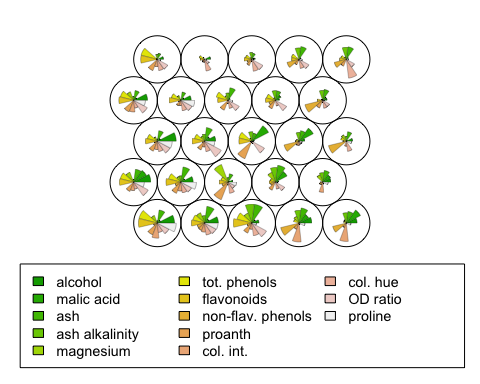 alcohol
malic acid
ash
ash alkalinity
magnesium
tot. phenols
flavonoids
non-flav. phenols
proanth
col. int.
col. hue
OD ratio
proline